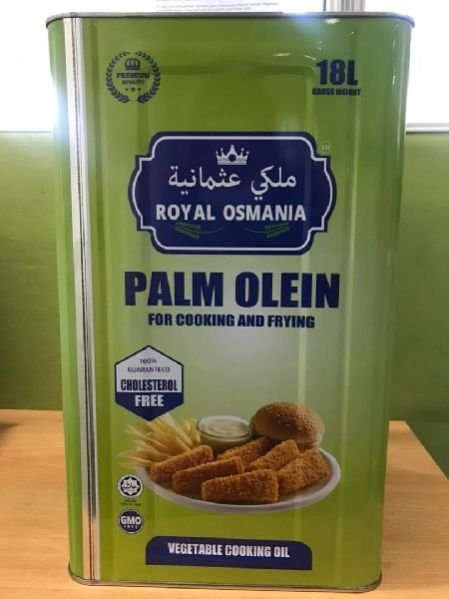 PREMIUM
QUALITY
18L
GROSS WEIGHT
ملكي عثمانية
ROYAL OSMANIA
PALM OLEIN
FOR COOKING AND FRYING
100%
GUARANTEED
CHOLESTEROL
FREE
GMO
FREE
VEGETABLE COOKING OIL